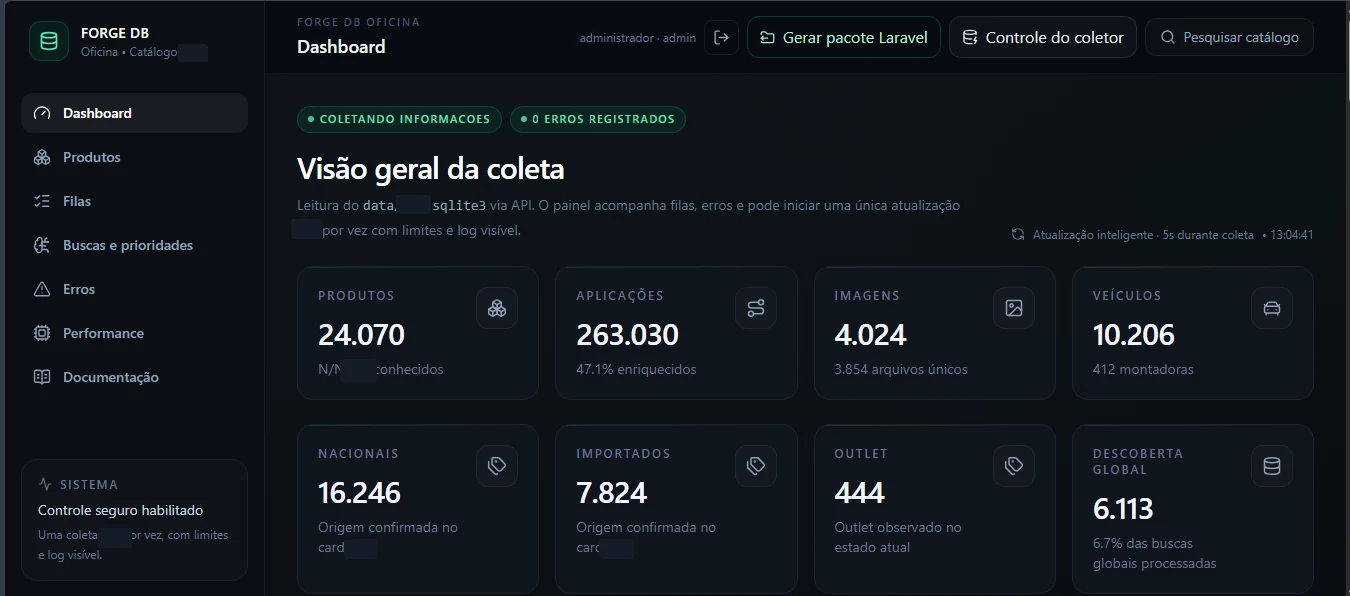 FORGE DB
Oficina • Catálogo
Dashboard
Produtos
Filas
Buscas e prioridades
Erros
Performance
Documentação
SISTEMA
Controle seguro habilitado
Uma coleta or vez, com limites
e log visível.
FORGE DB OFICINA
Dashboard
administrador · admin
Gerar pacote Laravel
Controle do coletor
Pesquisar catálogo
COLETANDO INFORMACOES
0 ERROS REGISTRADOS
Visão geral da coleta
Leitura do data, sqlite3 via API. O painel acompanha filas, erros e pode iniciar uma única atualização
por vez com limites e log visível.
Atualização inteligente · 5s durante coleta • 13:04:41
PRODUTOS
24.070
N/N conhecidos
APLICAÇÕES
263.030
47.1% enriquecidos
IMAGENS
4.024
3.854 arquivos únicos
VEÍCULOS
10.206
412 montadoras
NACIONAIS
16.246
Origem confirmada no
card
IMPORTADOS
7.824
Origem confirmada no
card
OUTLET
444
Outlet observado no
estado atual
DESCOBERTA
GLOBAL
6.113
6.7% das buscas
globais processadas